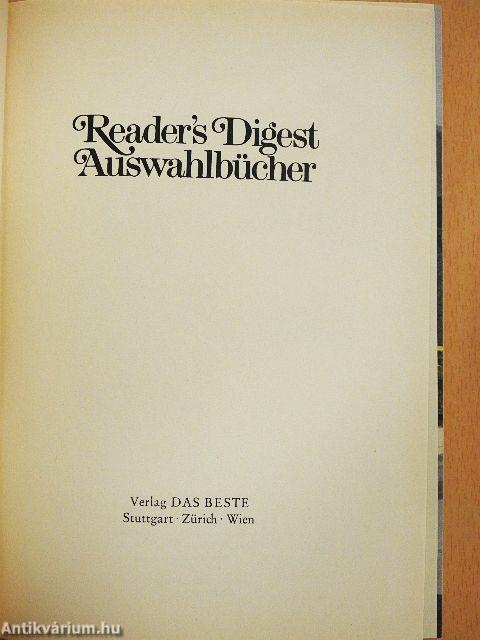 Reader's Digest
Auswahlbücher
Verlag DAS BESTE
Stuttgart · Zürich · Wien
Antikvárium.hu